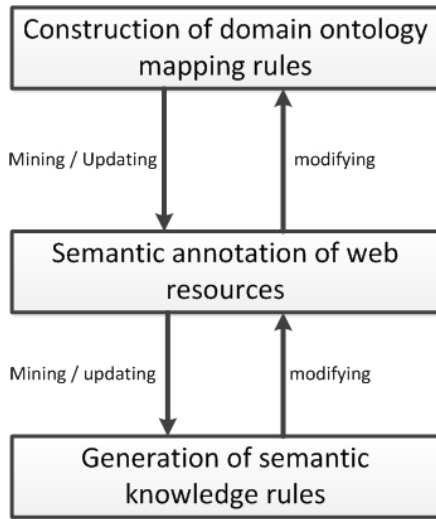 Construction of domain ontology
mapping rules
Mining / Updating
modifying
Semantic annotation of web
resources
Mining / updating
modifying
Generation of semantic
knowledge rules